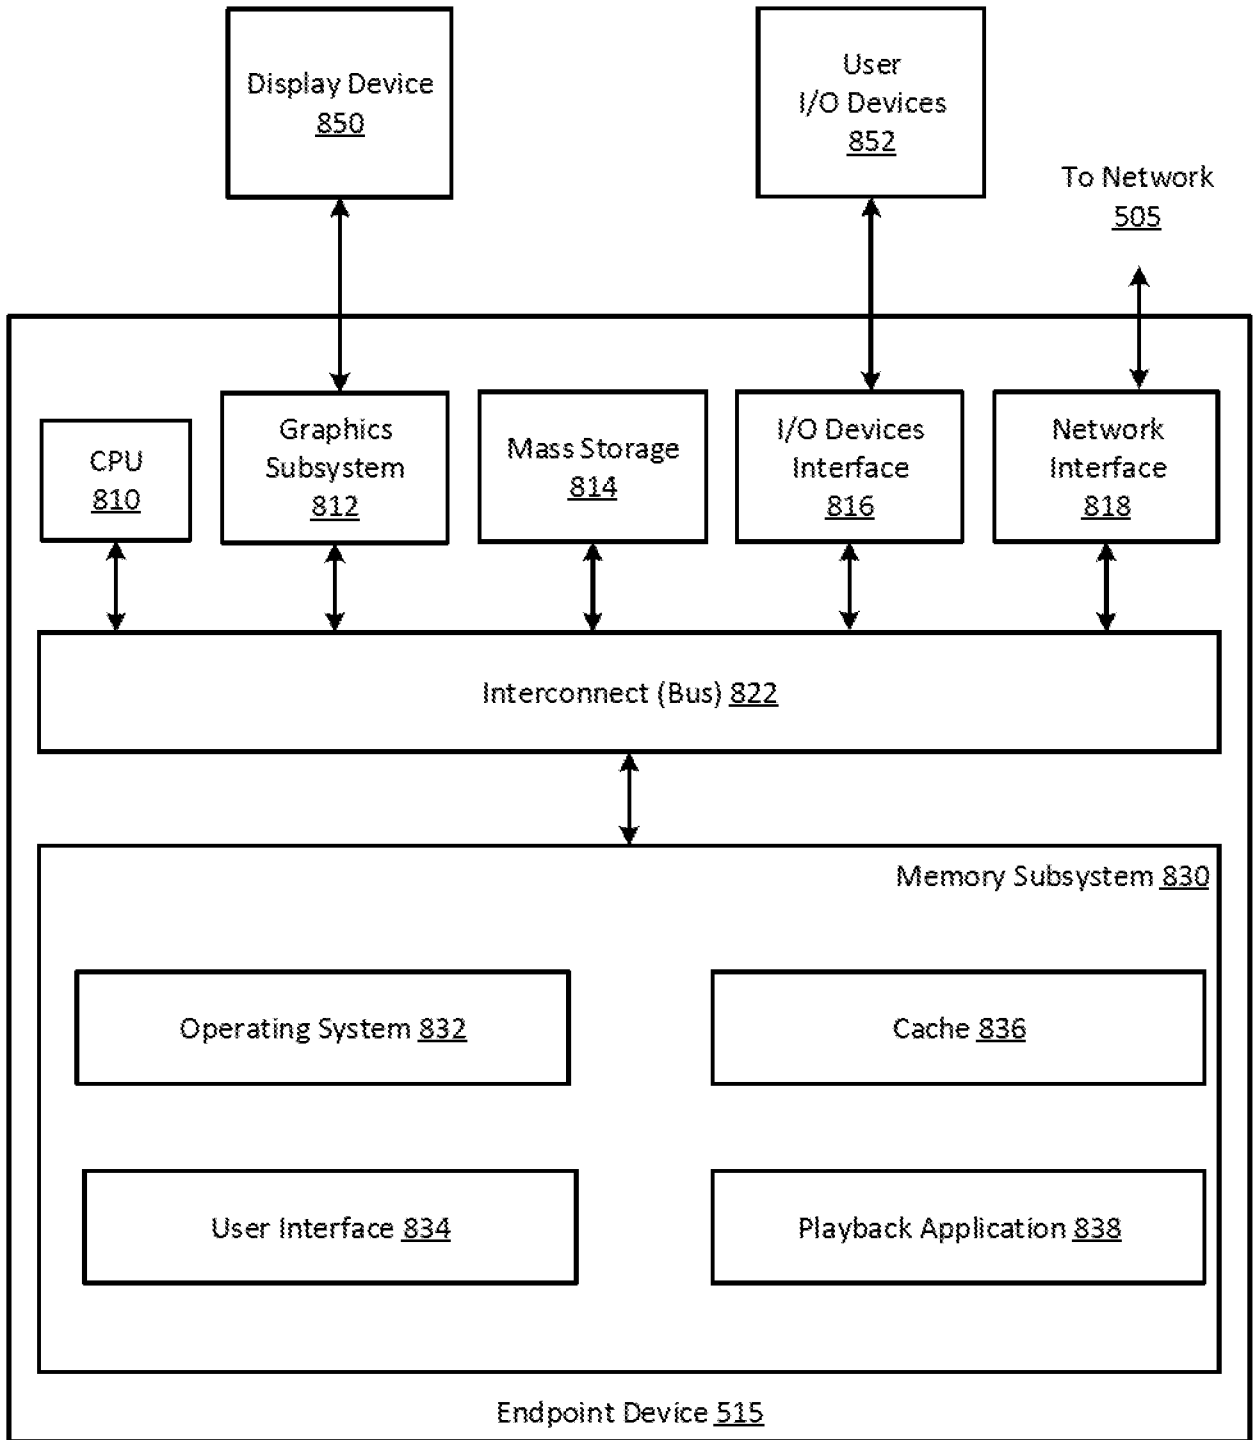 Display Device
850
User
I/O Devices
852
To Network
505
CPU
810
Graphics
Subsystem
812
Mass Storage
814
I/O Devices
Interface
816
Network
Interface
818
Interconnect (Bus) 822
Memory Subsystem 830
Operating System 832
Cache 836
User Interface 834
Playback Application 838
Endpoint Device 515